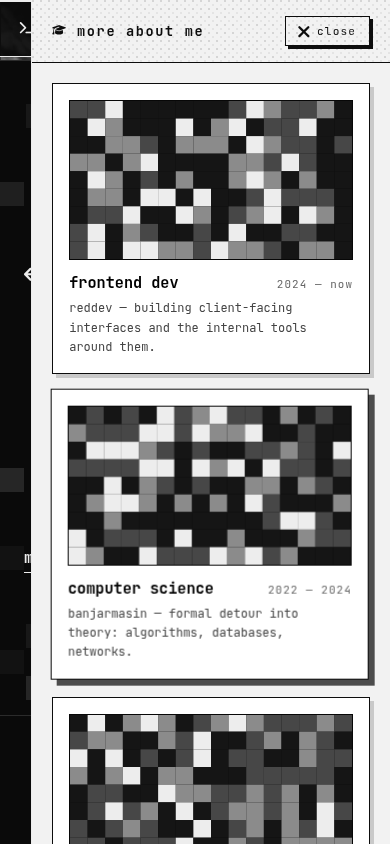 more about me
close
frontend dev 2024 — now
reddev — building client-facing
interfaces and the internal tools
around them.
computer science 2022 — 2024
banjarmasin — formal detour into
theory: algorithms, databases,
networks.